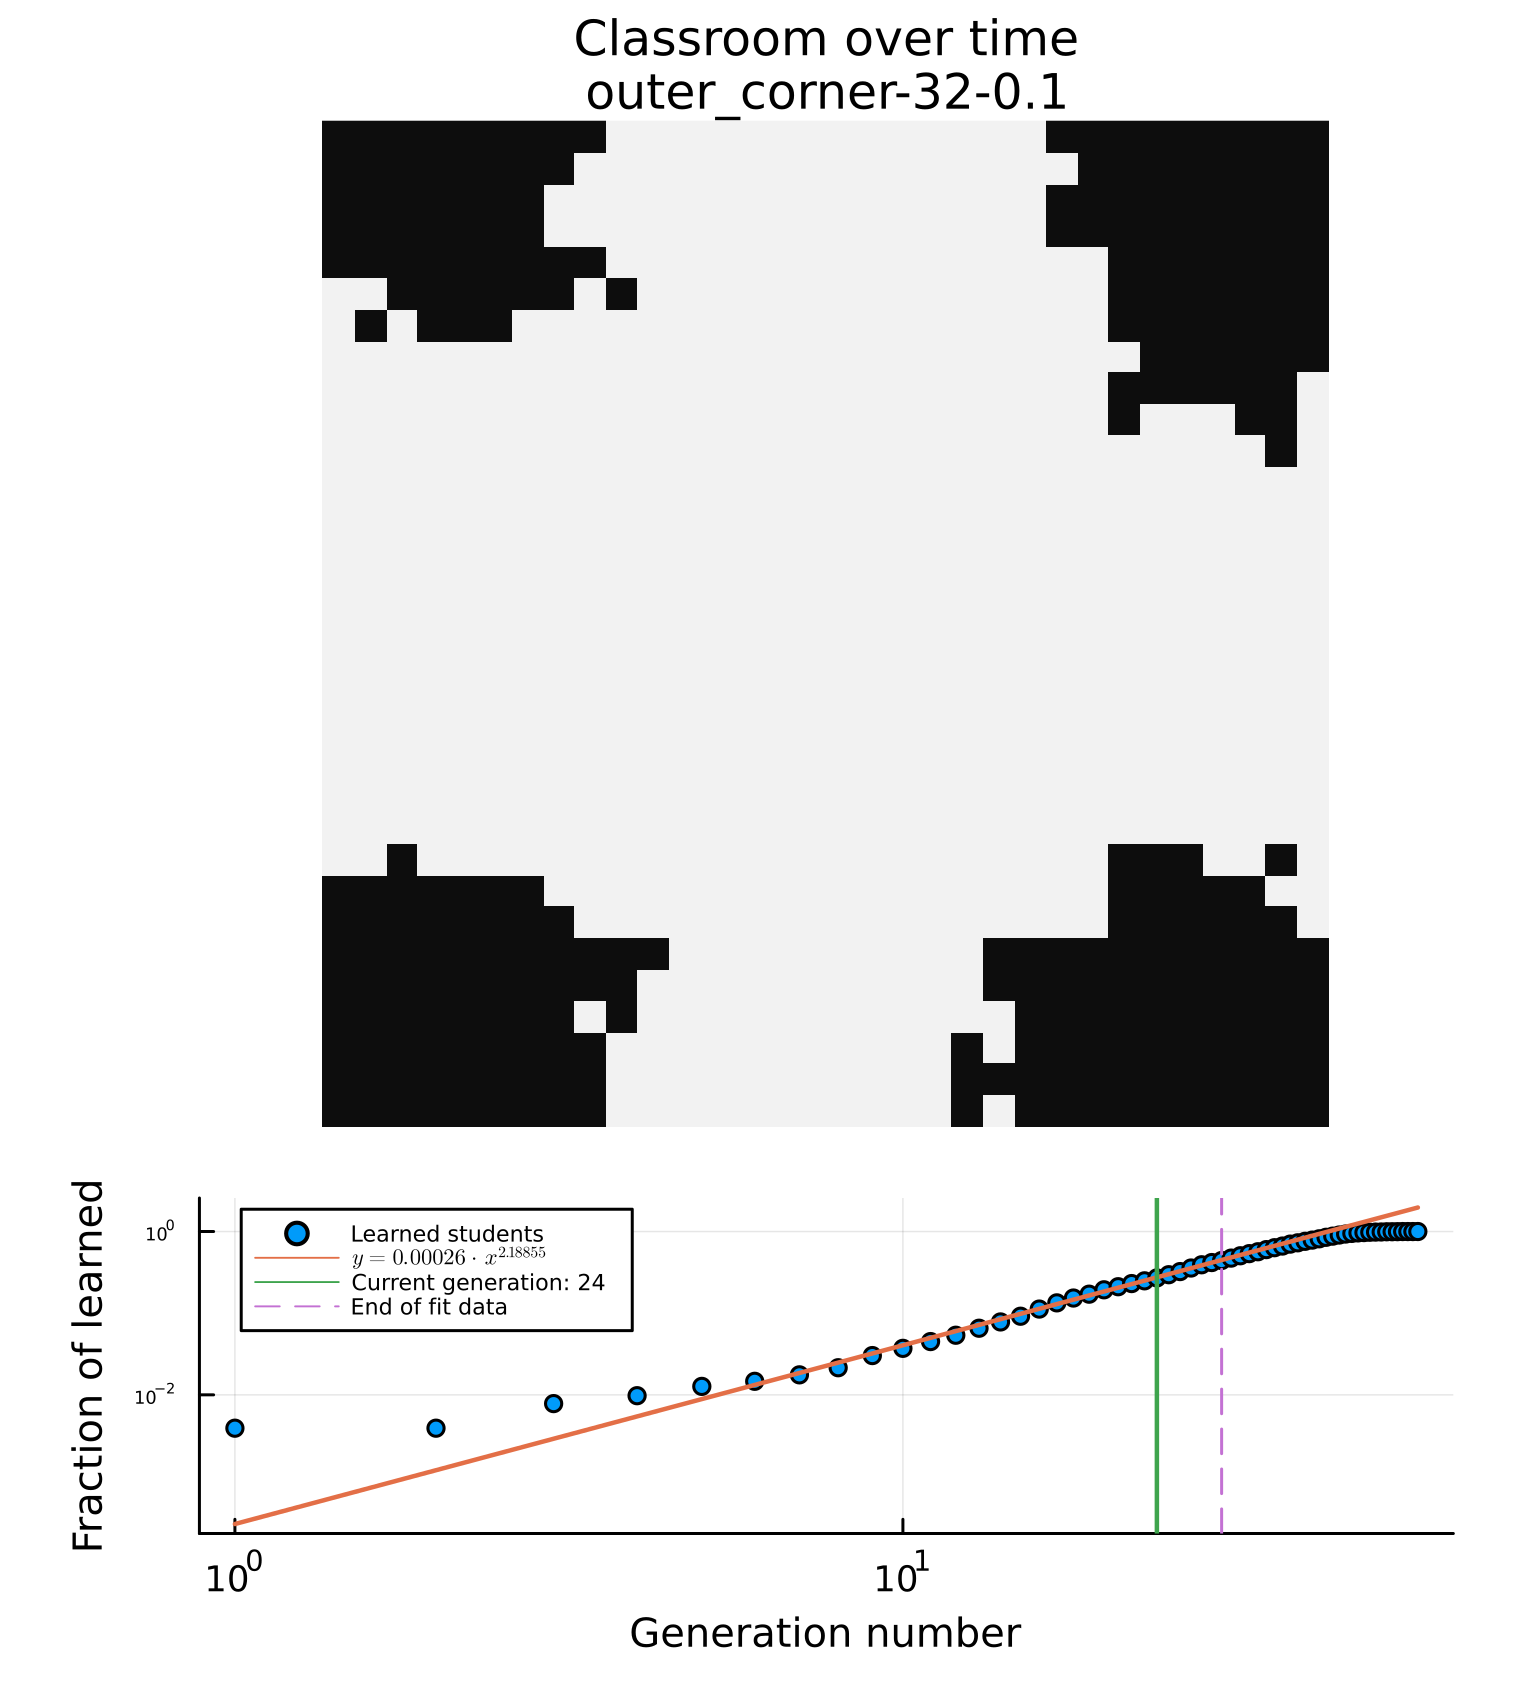 Classroom over time
outer_corner-32-0.1
Fraction of learned
10^0
10^−2
Learned students
y = 0.00026 · x^2.18855
Current generation: 24
End of fit data
10^0
10^1
Generation number